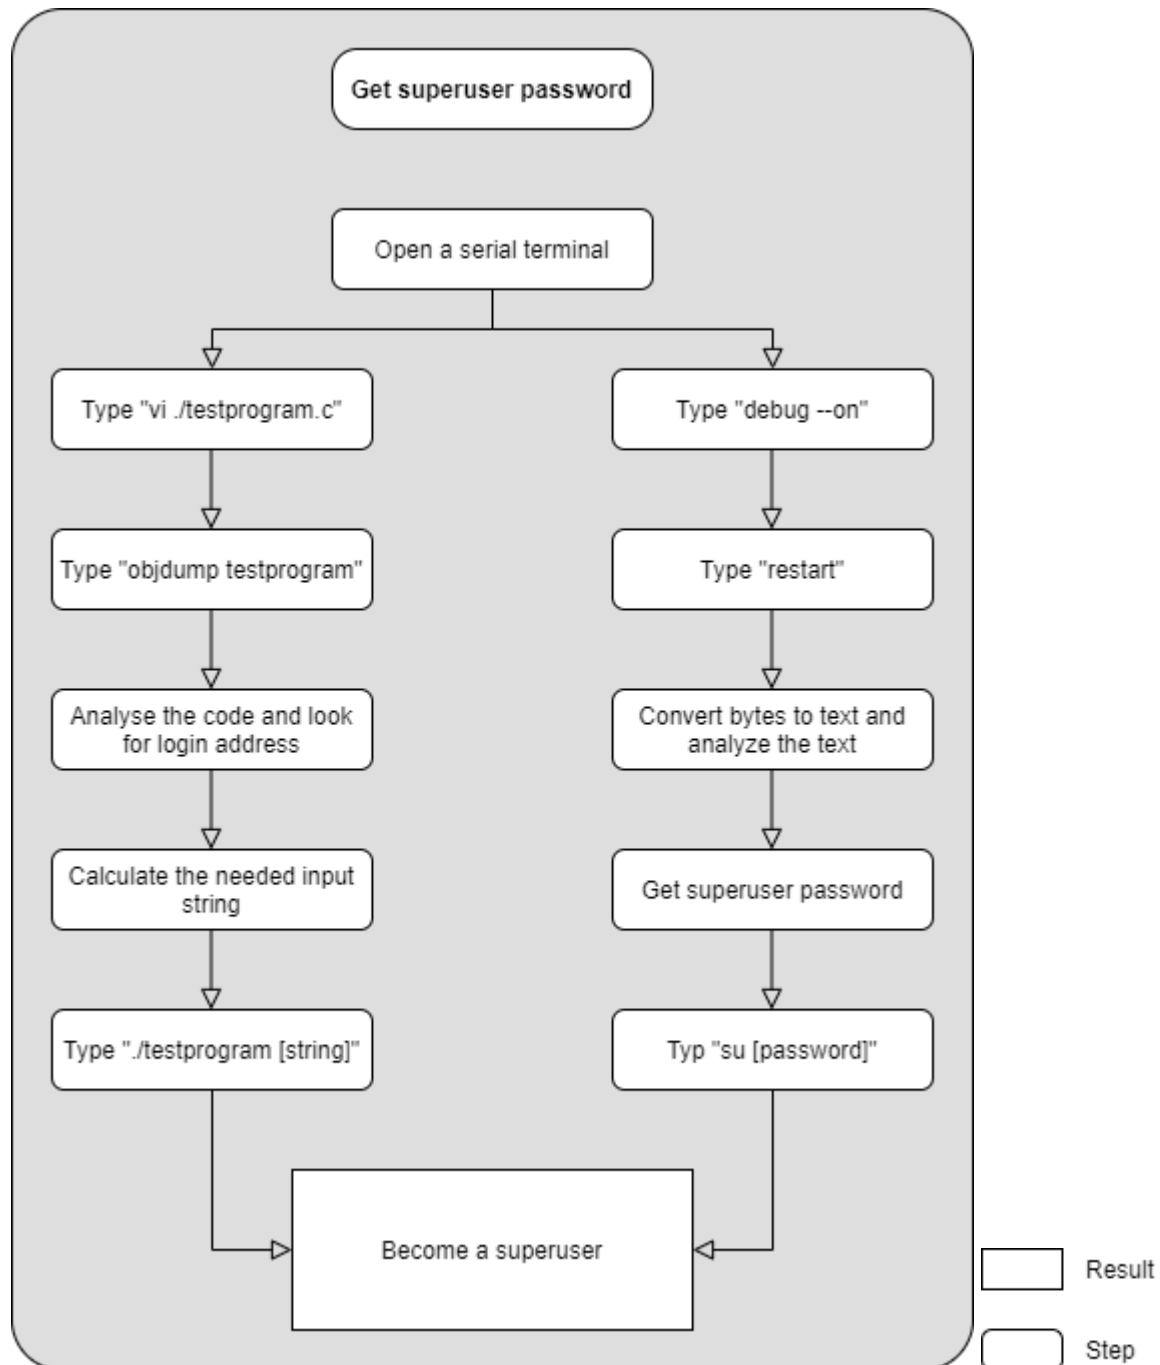 Get superuser password
Open a serial terminal
Type "vi ./testprogram.c"
Type "debug --on"
Type "objdump testprogram"
Type "restart"
Analyse the code and look
for login address
Convert bytes to text and
analyze the text
Calculate the needed input
string
Get superuser password
Type "./testprogram [string]"
Typ "su [password]"
Become a superuser
Result
Step